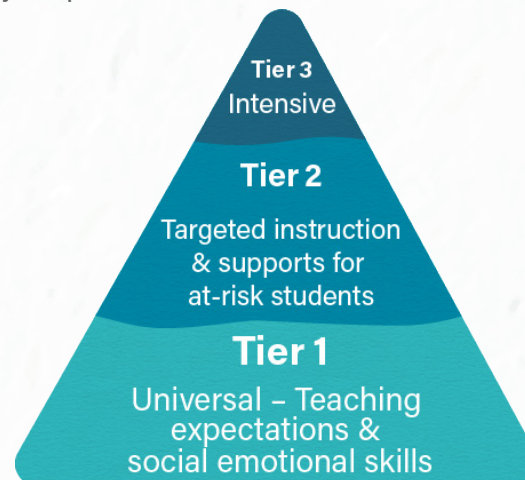 Tier 3
Intensive
Tier 2
Targeted instruction
& supports for
at-risk students
Tier 1
Universal – Teaching
expectations &
social emotional skills